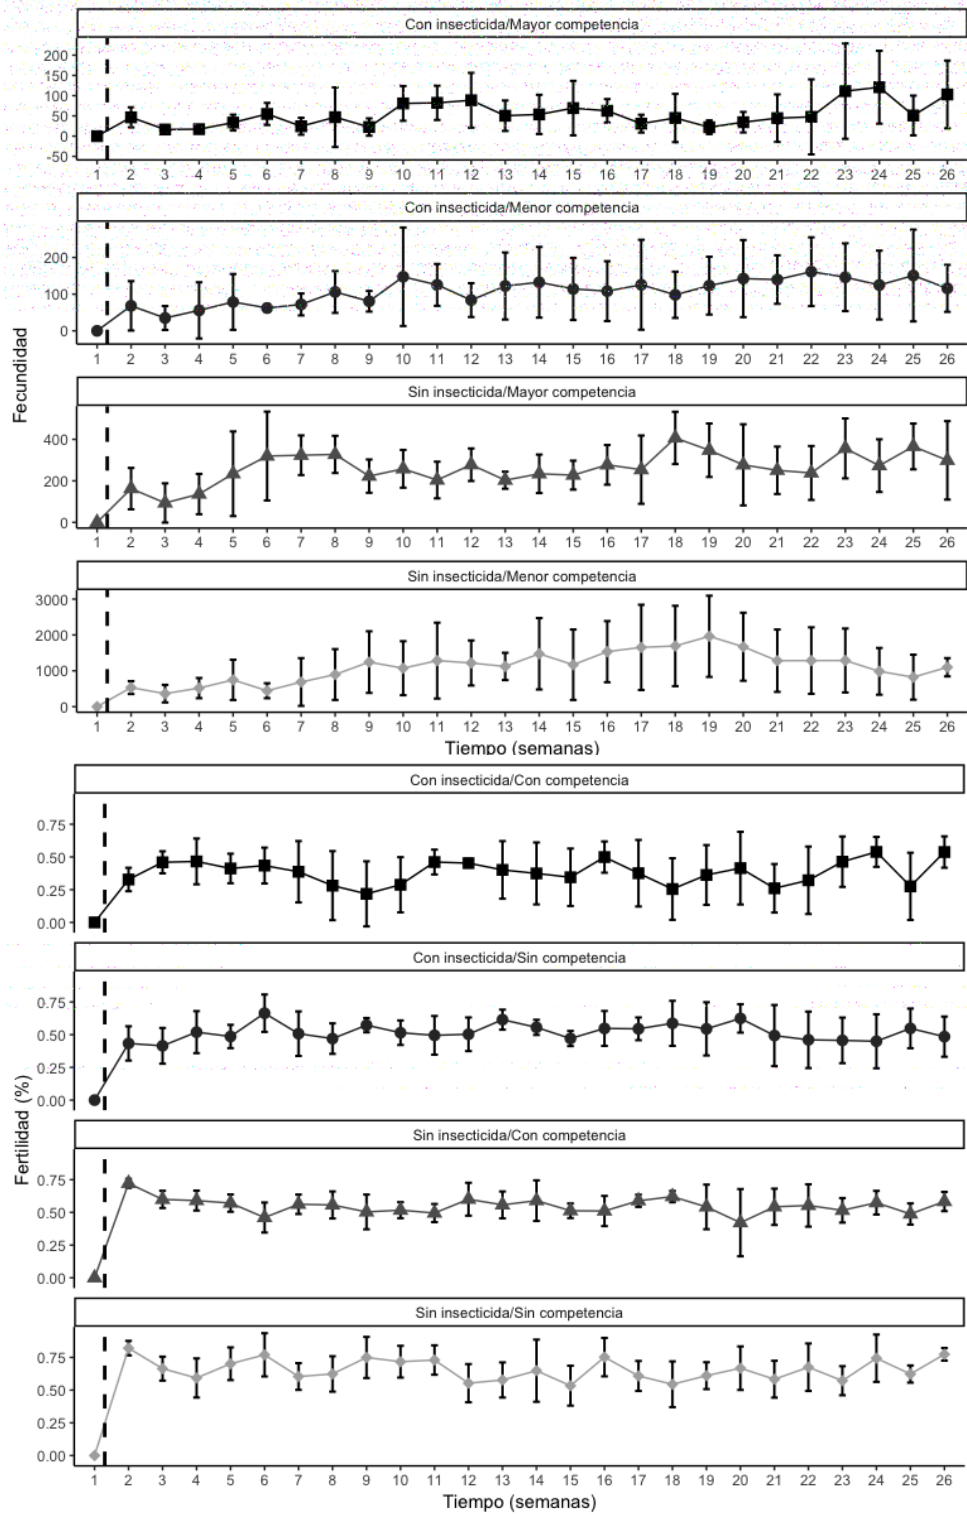 Con insecticida/Mayor competencia
200
150
100
50
0
-50
1 2 3 4 5 6 7 8 9 10 11 12 13 14 15 16 17 18 19 20 21 22 23 24 25 26
Con insecticida/Menor competencia
200
100
0
1 2 3 4 5 6 7 8 9 10 11 12 13 14 15 16 17 18 19 20 21 22 23 24 25 26
Fecundidad
Sin insecticida/Mayor competencia
400
200
0
1 2 3 4 5 6 7 8 9 10 11 12 13 14 15 16 17 18 19 20 21 22 23 24 25 26
Sin insecticida/Menor competencia
3000
2000
1000
0
1 2 3 4 5 6 7 8 9 10 11 12 13 14 15 16 17 18 19 20 21 22 23 24 25 26
Tiempo (semanas)
Con insecticida/Con competencia
0.75
0.50
0.25
0.00
Con insecticida/Sin competencia
0.75
0.50
0.25
0.00
Fertilidad (%)
Sin insecticida/Con competencia
0.75
0.50
0.25
0.00
Sin insecticida/Sin competencia
0.75
0.50
0.25
0.00
1 2 3 4 5 6 7 8 9 10 11 12 13 14 15 16 17 18 19 20 21 22 23 24 25 26
Tiempo (semanas)